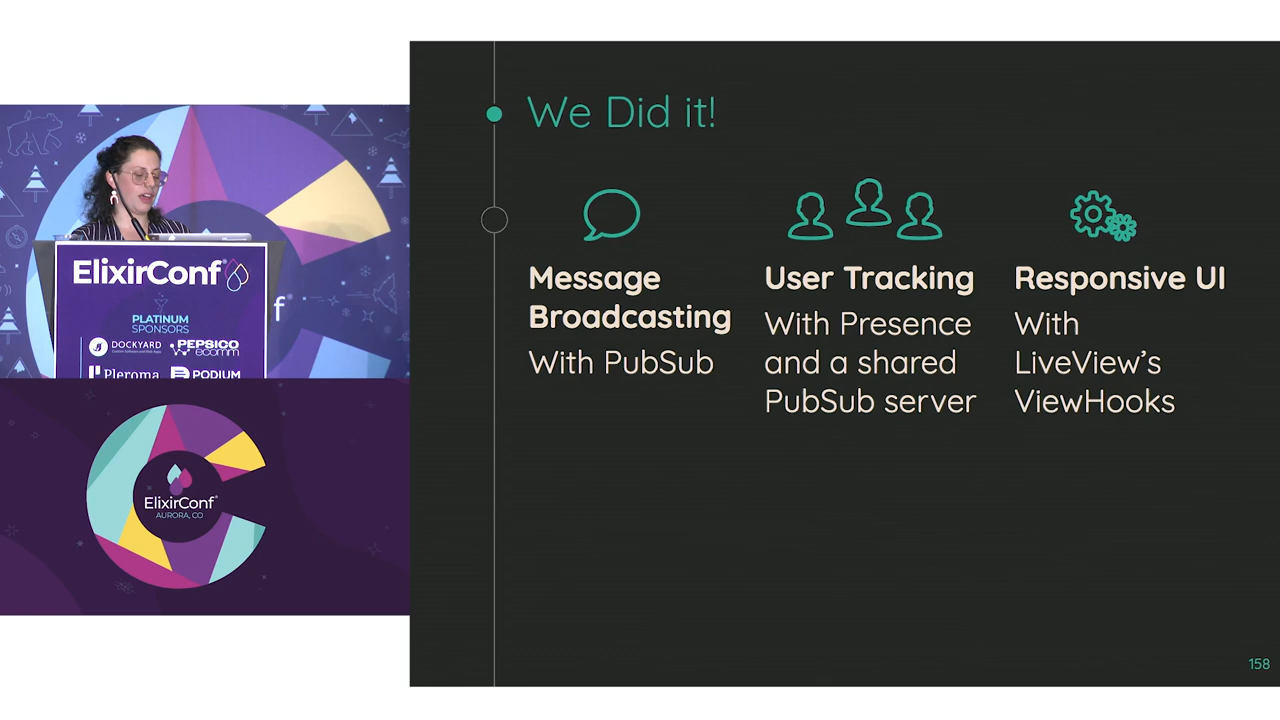 We Did it!
Message
Broadcasting
With PubSub
User Tracking
With Presence
and a shared
PubSub server
Responsive UI
With
LiveView's
ViewHooks
158
ElixirConf
PLATINUM
SPONSORS
DOCKYARD
PEPSICO
ecomm
Pleroma
PODIUM
f
ElixirConf
AURORA, CO